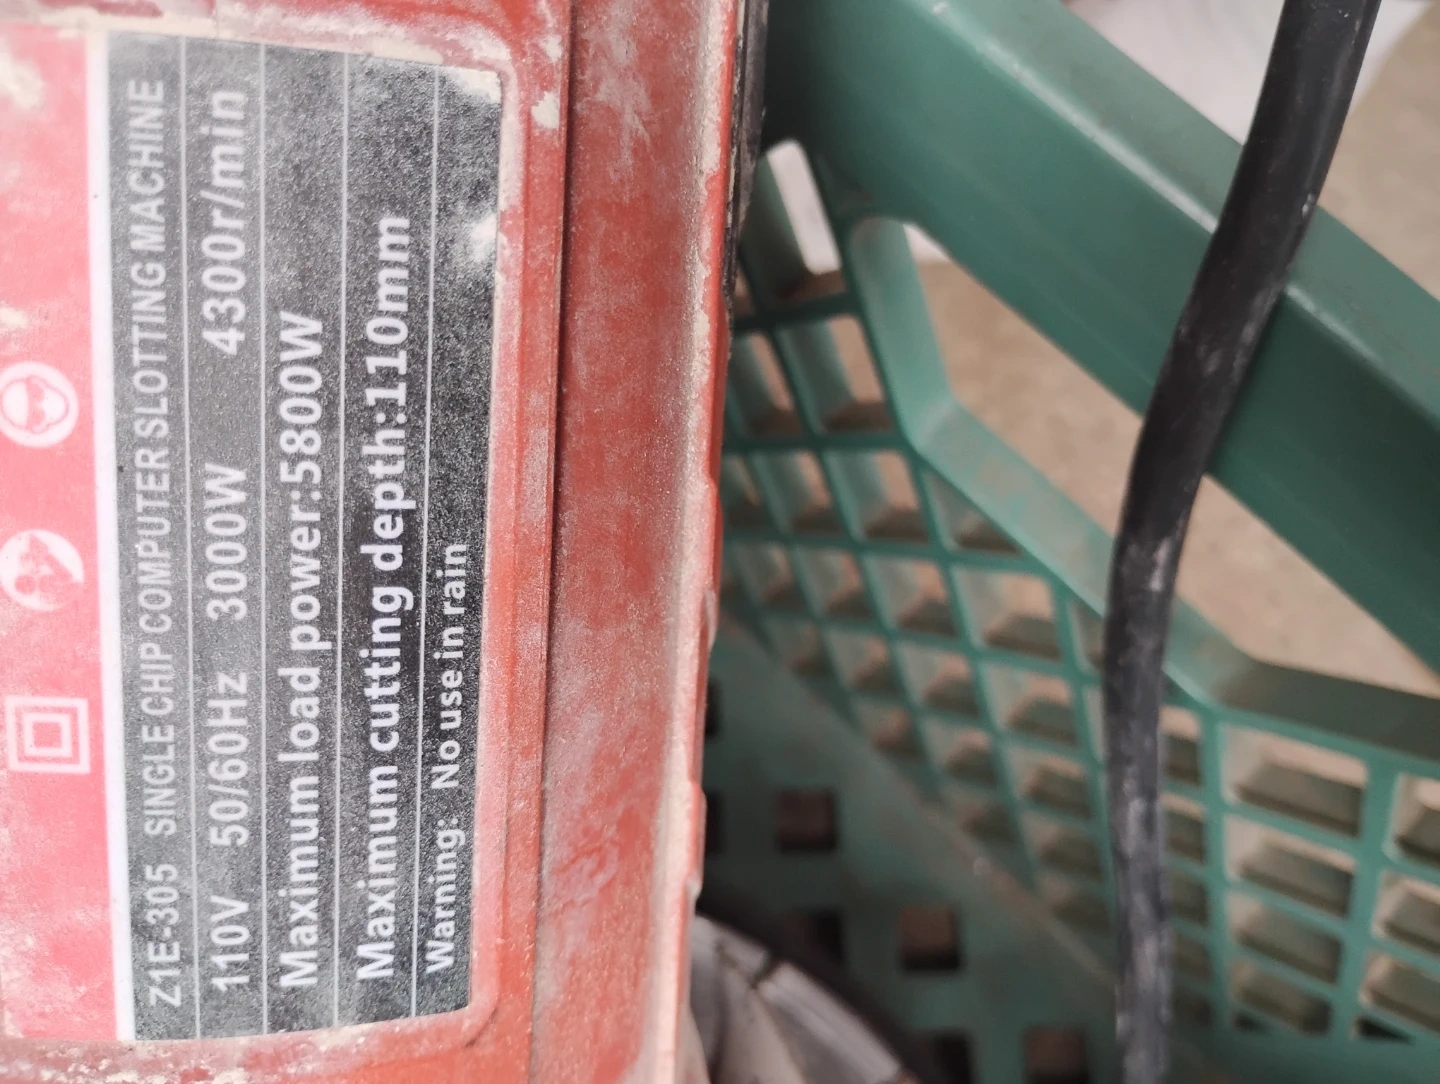 Z1E-305 SINGLE CHIP COMPUTER SLOTTING MACHINE
110V 50/60Hz 3000W 4300r/min
Maximum load power:5800W
Maximum cutting depth:110mm
Warning: No use in rain